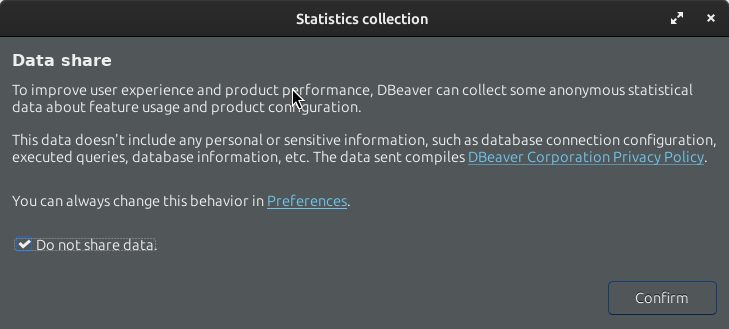 Statistics collection
Data share
To improve user experience and product performance, DBeaver can collect some anonymous statistical
data about feature usage and product configuration.
This data doesn't include any personal or sensitive information, such as database connection configuration,
executed queries, database information, etc. The data sent compiles DBeaver Corporation Privacy Policy.
You can always change this behavior in Preferences.
Do not share data.
Confirm